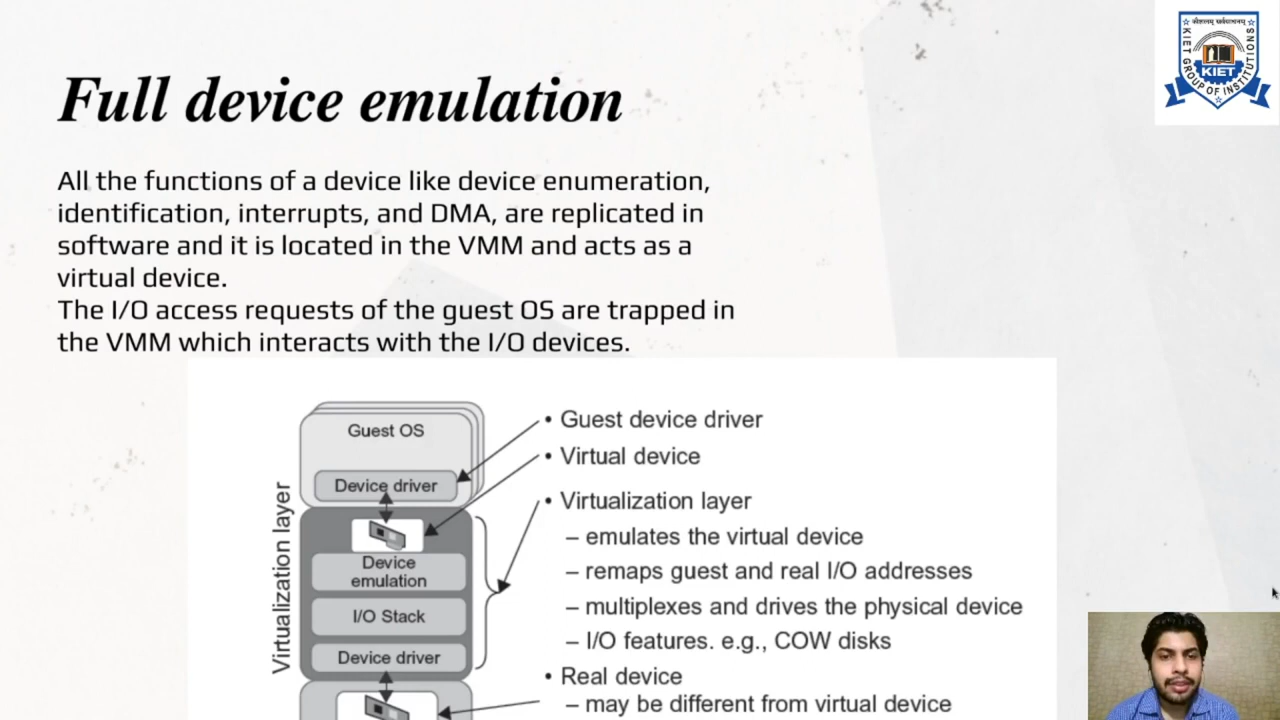 Full device emulation
All the functions of a device like device enumeration,
identification, interrupts, and DMA, are replicated in
software and it is located in the VMM and acts as a
virtual device.
The I/O access requests of the guest OS are trapped in
the VMM which interacts with the I/O devices.
KIET GROUP OF INSTITUTIONS
KIET
Guest OS
Device driver
Virtualization layer
Device
emulation
I/O Stack
Device driver
• Guest device driver
• Virtual device
• Virtualization layer
– emulates the virtual device
– remaps guest and real I/O addresses
– multiplexes and drives the physical device
– I/O features. e.g., COW disks
• Real device
– may be different from virtual device